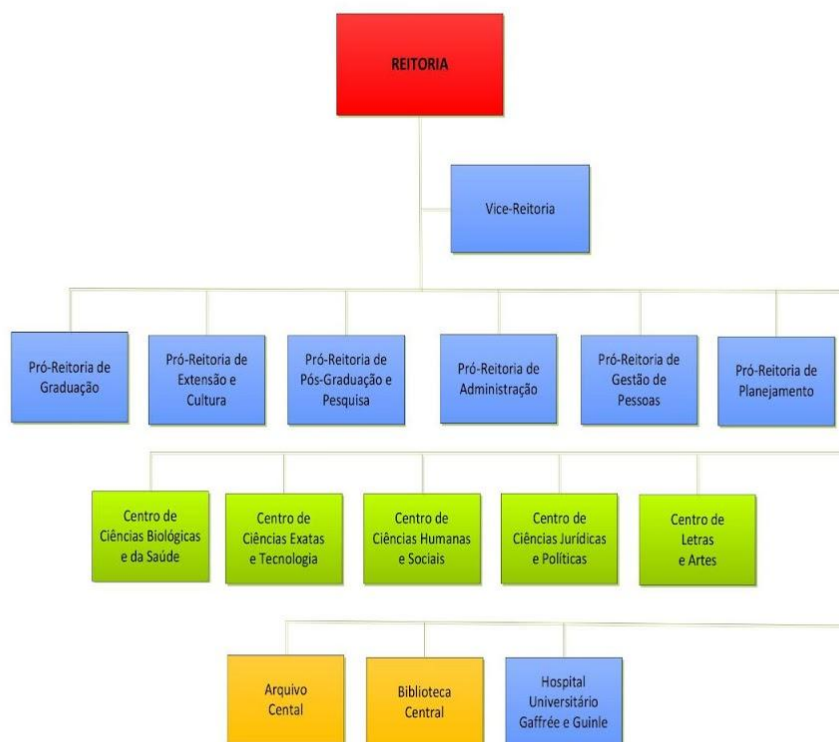 REITORIA
Vice-Reitoria
Pró-Reitoria de
Graduação
Pró-Reitoria de
Extensão e
Cultura
Pró-Reitoria de
Pós-Graduação e
Pesquisa
Pró-Reitoria de
Administração
Pró-Reitoria de
Gestão de
Pessoas
Pró-Reitoria de
Planejamento
Centro de
Ciências Biológicas
e da Saúde
Centro de
Ciências Exatas
e Tecnologia
Centro de
Ciências Humanas
e Sociais
Centro de
Ciências Jurídicas
e Políticas
Centro de
Letras
e Artes
Arquivo
Cental
Biblioteca
Central
Hospital
Universitário
Gaffrée e Guinle